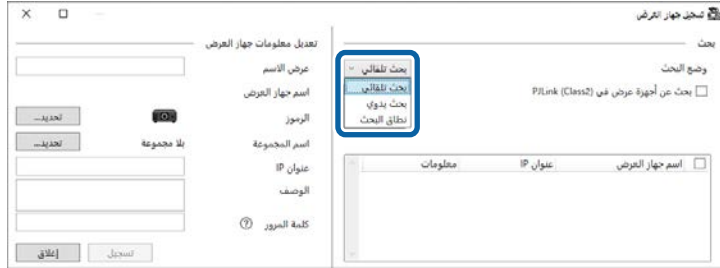 تسجيل جهاز العرض
بحث
وضع البحث
بحث تلقائي
بحث تلقائي
بحث يدوي
نطاق البحث
بحث عن أجهزة عرض في PJLink (Class2)
اسم جهاز العرض
عنوان IP
معلومات
تعديل معلومات جهاز العرض
عرض الاسم
اسم جهاز العرض
الرموز
تحديد...
اسم المجموعة
بلا مجموعة
تحديد...
عنوان IP
الوصف
كلمة المرور ?
تسجيل
إغلاق